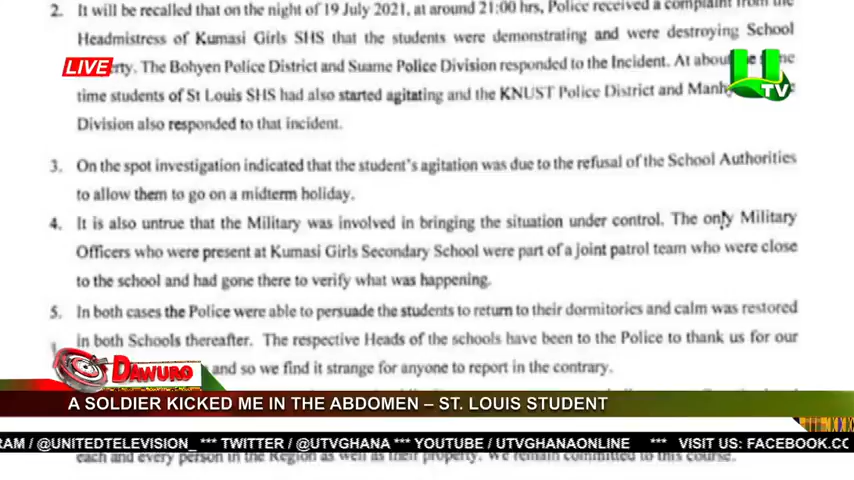 2. It will be recalled that on the night of 19 July 2021, at around 21:00 hrs, Police received a complaint from the
Headmistress of Kumasi Girls SHS that the students were demonstrating and were destroying School
LIVE
The Bohyen Police District and Suame Police Division responded to the Incident. At about
UTV
time students of St Louis SHS had also started agitating and the KNUST Police District and
Division also responded to that incident.
3. On the spot investigation indicated that the student's agitation was due to the refusal of the School Authorities
to allow them to go on a midterm holiday.
4. It is also untrue that the Military was involved in bringing the situation under control. The only Military
Officers who were present at Kumasi Girls Secondary School were part of a joint patrol team who were close
to the school and had gone there to verify what was happening.
5. In both cases the Police were able to persuade the students to return to their dormitories and calm was restored
in both Schools thereafter. The respective Heads of the schools have been to the Police to thank us for our
DAWURO
and so we find it strange for anyone to report in the contrary.
A SOLDIER KICKED ME IN THE ABDOMEN – ST. LOUIS STUDENT
RAM / @UNITEDTELEVISION_ *** TWITTER / @UTVGHANA *** YOUTUBE / UTVGHANAONLINE *** VISIT US: FACEBOOK.CO
each and every person in the Region as well as their property. We remain committed to this course.